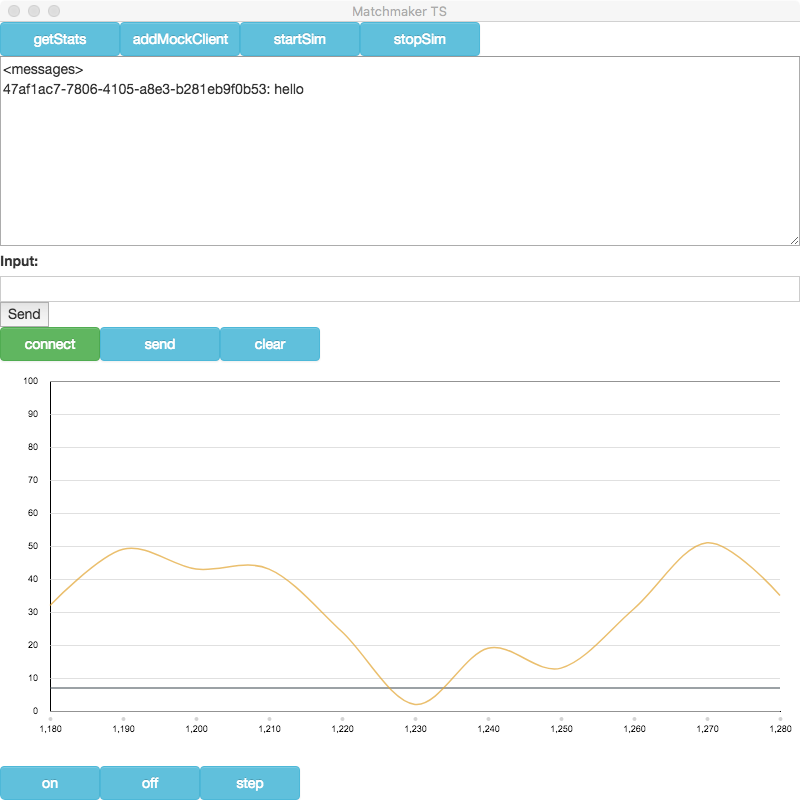 Matchmaker TS
getStats addMockClient startSim stopSim
<messages>
47af1ac7-7806-4105-a8e3-b281eb9f0b53: hello
Input:
Send
connect send clear
100
90
80
70
60
50
40
30
20
10
0
1,180 1,190 1,200 1,210 1,220 1,230 1,240 1,250 1,260 1,270 1,280
on off step